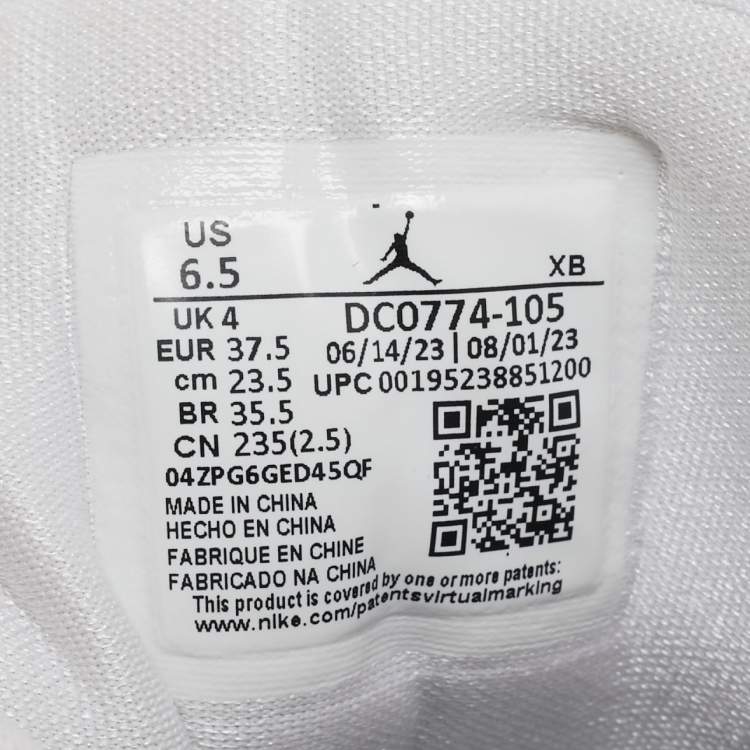 US
6.5
XB
UK 4
DC0774-105
EUR 37.5
06/14/23 | 08/01/23
cm 23.5
UPC 00195238851200
BR 35.5
CN 235(2.5)
04ZPG6GED45QF
MADE IN CHINA
HECHO EN CHINA
FABRIQUE EN CHINE
FABRICADO NA CHINA
This product is covered by one or more patents:
www.nike.com/patentsvirtualmarking